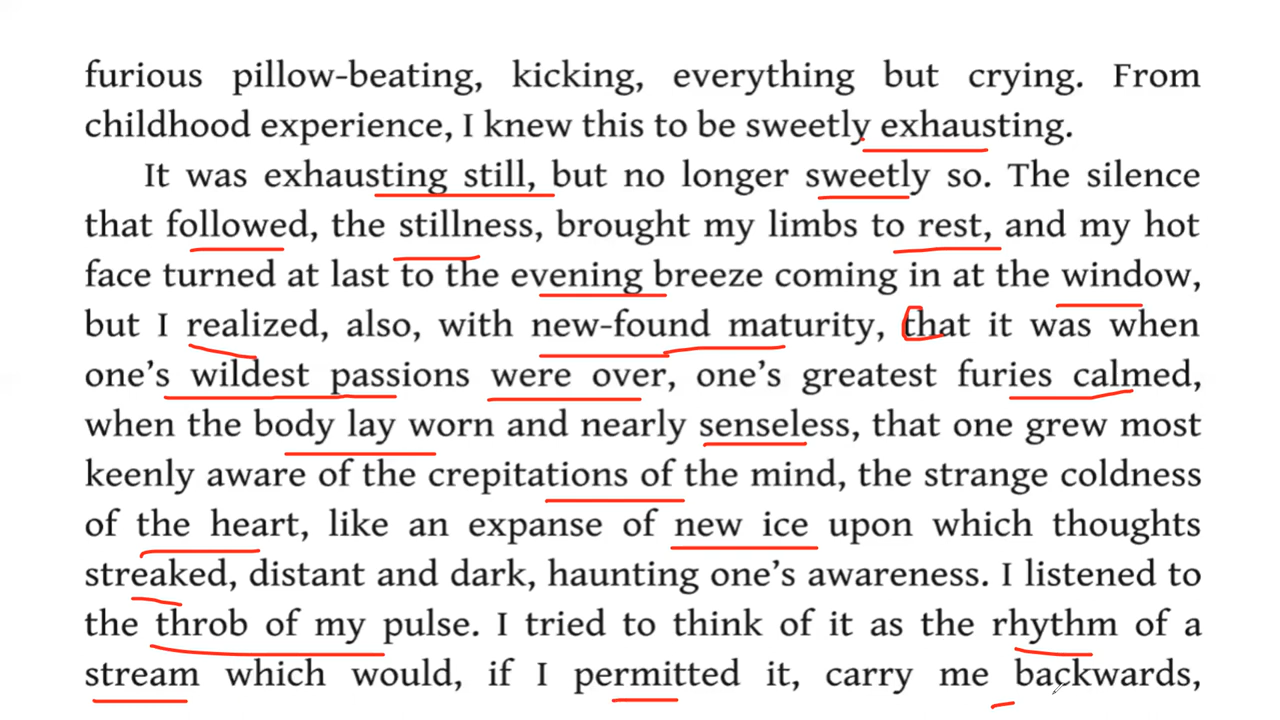 furious pillow-beating, kicking, everything but crying. From
childhood experience, I knew this to be sweetly exhausting.
It was exhausting still, but no longer sweetly so. The silence
that followed, the stillness, brought my limbs to rest, and my hot
face turned at last to the evening breeze coming in at the window,
but I realized, also, with new-found maturity, that it was when
one’s wildest passions were over, one’s greatest furies calmed,
when the body lay worn and nearly senseless, that one grew most
keenly aware of the crepitations of the mind, the strange coldness
of the heart, like an expanse of new ice upon which thoughts
streaked, distant and dark, haunting one’s awareness. I listened to
the throb of my pulse. I tried to think of it as the rhythm of a
stream which would, if I permitted it, carry me backwards,